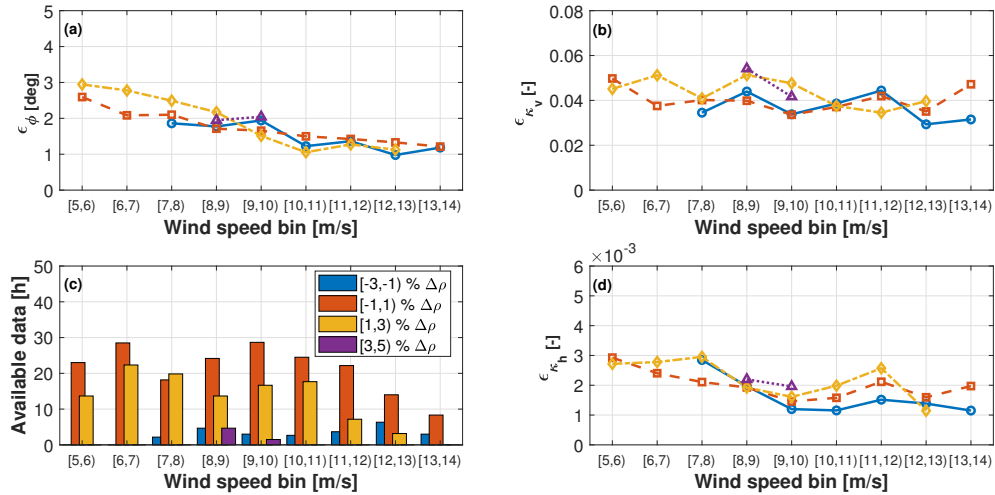 (a)
5
4
3
2
1
0
ϵ_ϕ [deg]
[5,6) [6,7) [7,8) [8,9) [9,10) [10,11) [11,12) [12,13) [13,14)
Wind speed bin [m/s]
(b)
0.08
0.06
0.04
0.02
0
ϵ_κ_v [-]
[5,6) [6,7) [7,8) [8,9) [9,10) [10,11) [11,12) [12,13) [13,14)
Wind speed bin [m/s]
(c)
50
40
30
20
10
0
Available data [h]
[-3,-1) % Δρ
[-1,1) % Δρ
[1,3) % Δρ
[3,5) % Δρ
[5,6) [6,7) [7,8) [8,9) [9,10) [10,11) [11,12) [12,13) [13,14)
Wind speed bin [m/s]
×10^-3
(d)
6
5
4
3
2
1
0
ϵ_κ_h [-]
[5,6) [6,7) [7,8) [8,9) [9,10) [10,11) [11,12) [12,13) [13,14)
Wind speed bin [m/s]